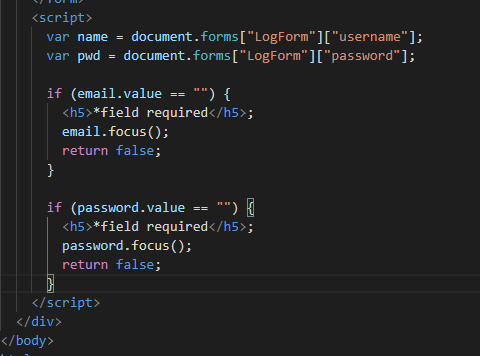 </form>
<script>
var name = document.forms["LogForm"]["username"];
var pwd = document.forms["LogForm"]["password"];
if (email.value == "") {
<h5>*field required</h5>;
email.focus();
return false;
}
if (password.value == "") {
<h5>*field required</h5>;
password.focus();
return false;
}
</script>
</div>
</body>